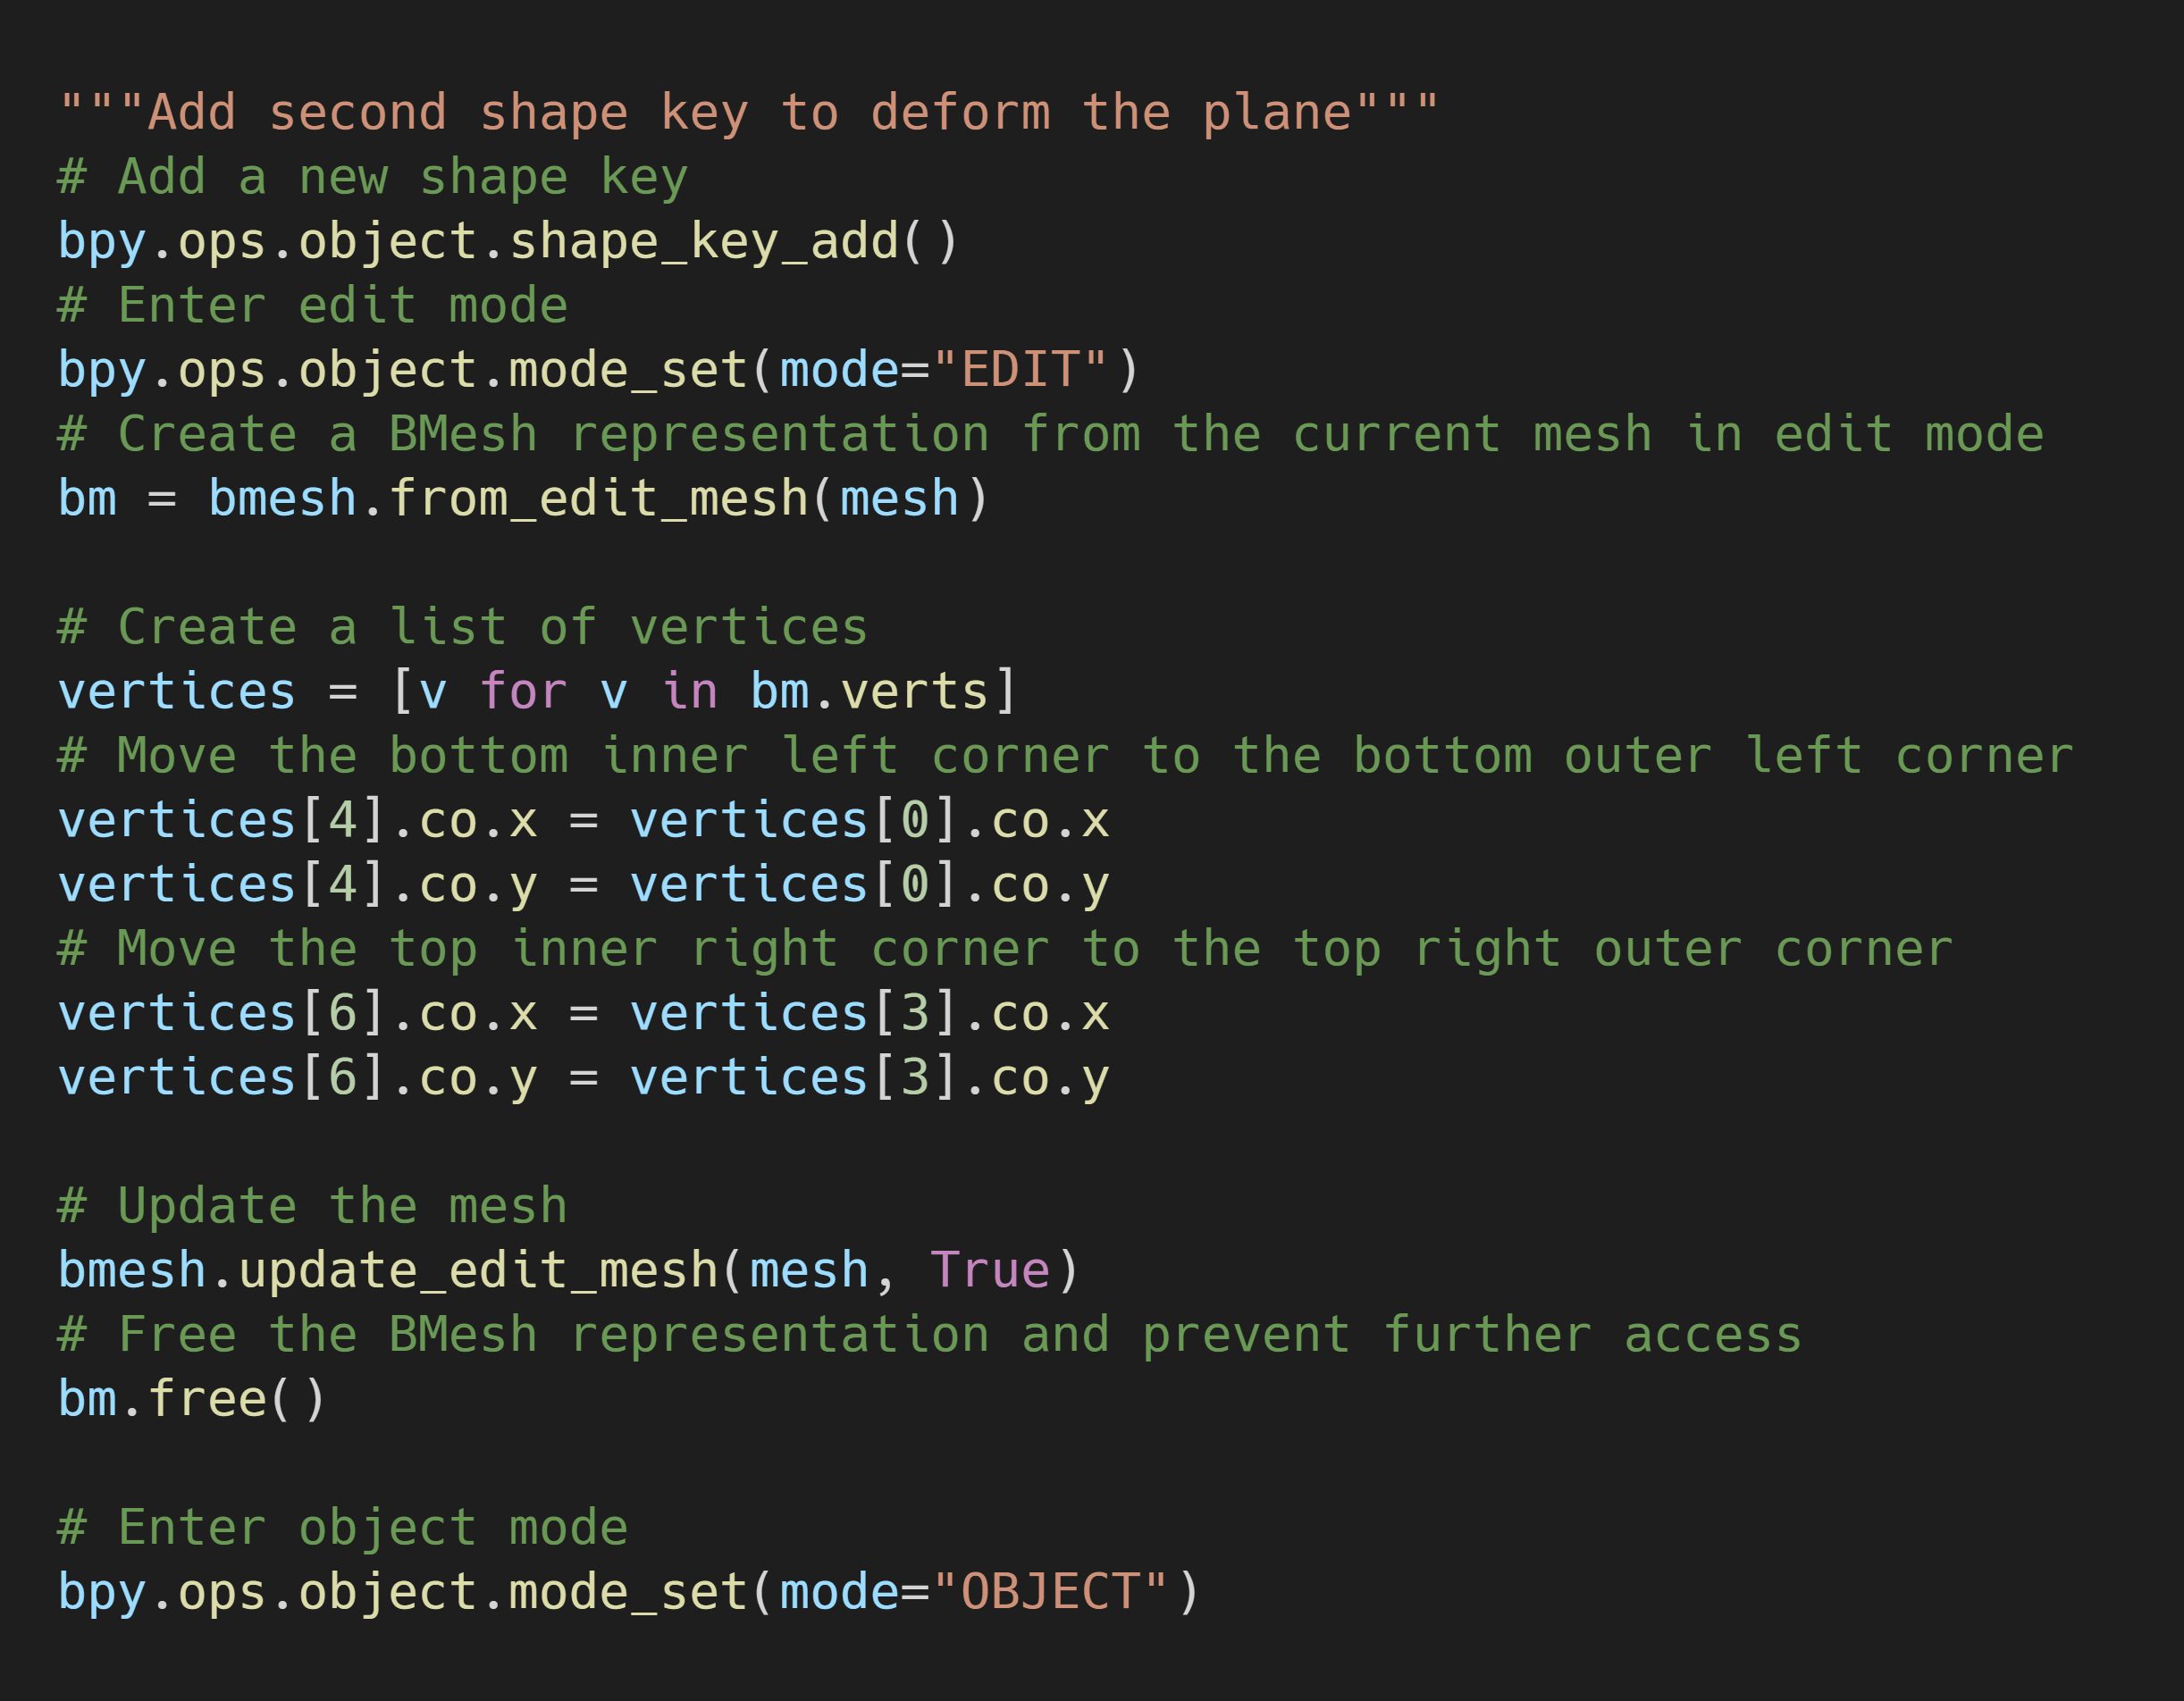 """Add second shape key to deform the plane"""
# Add a new shape key
bpy.ops.object.shape_key_add()
# Enter edit mode
bpy.ops.object.mode_set(mode="EDIT")
# Create a BMesh representation from the current mesh in edit mode
bm = bmesh.from_edit_mesh(mesh)

# Create a list of vertices
vertices = [v for v in bm.verts]
# Move the bottom inner left corner to the bottom outer left corner
vertices[4].co.x = vertices[0].co.x
vertices[4].co.y = vertices[0].co.y
# Move the top inner right corner to the top right outer corner
vertices[6].co.x = vertices[3].co.x
vertices[6].co.y = vertices[3].co.y

# Update the mesh
bmesh.update_edit_mesh(mesh, True)
# Free the BMesh representation and prevent further access
bm.free()

# Enter object mode
bpy.ops.object.mode_set(mode="OBJECT")